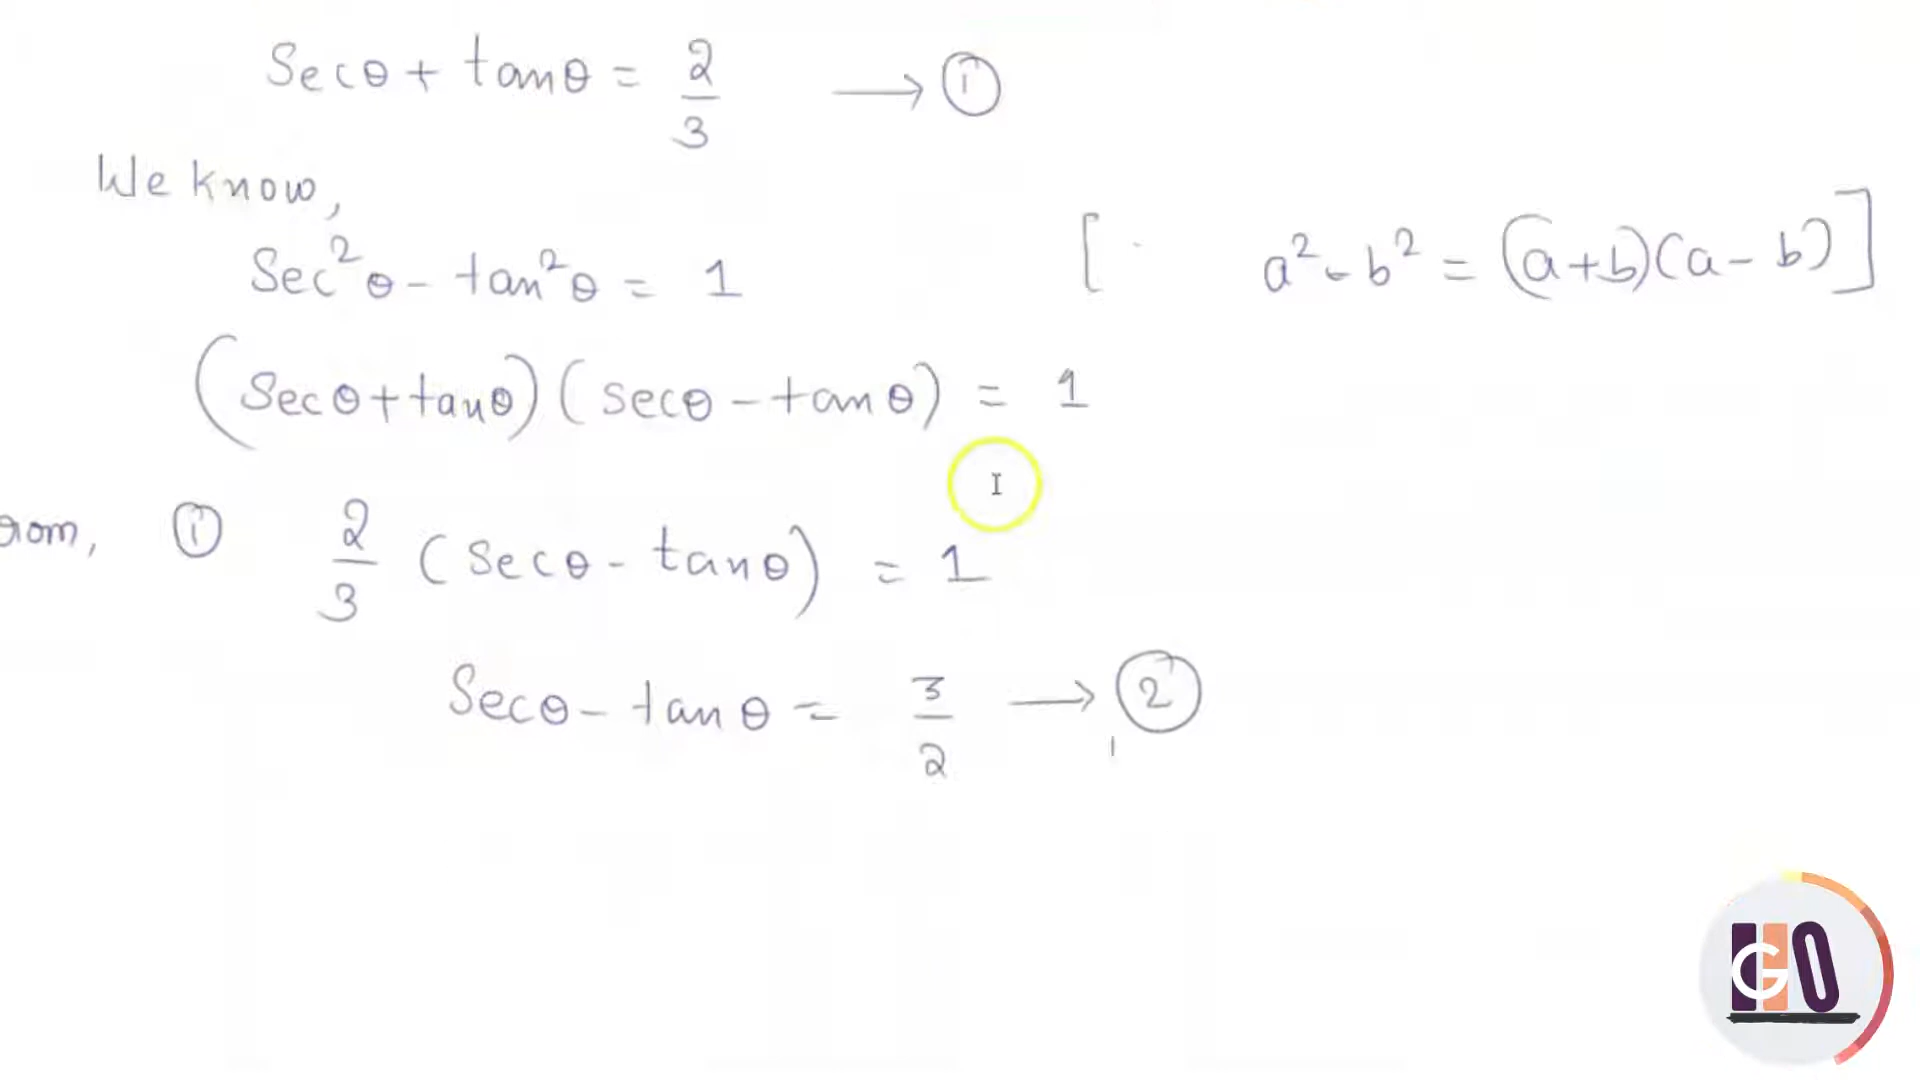 Secθ + tanθ = 2/3 → ①
We know,
Sec²θ - tan²θ = 1 [ a² - b² = (a+b)(a-b)]
(Secθ+tanθ)(secθ-tanθ) = 1
rom, ① 2/3 (Secθ - tanθ) = 1
Secθ - tanθ = 3/2 → ②
GO